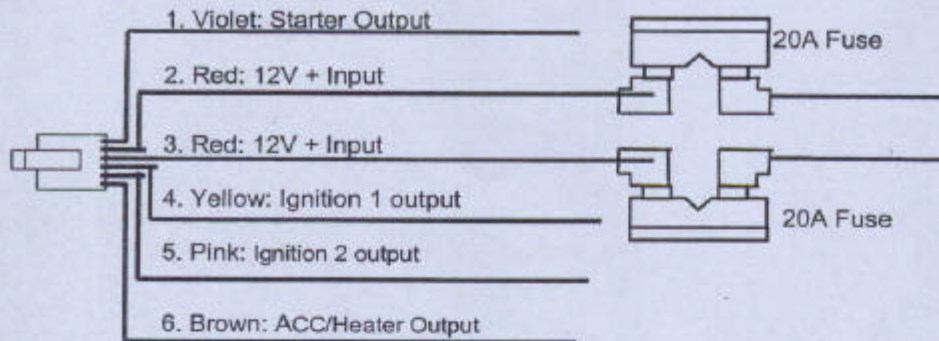 1. Violet: Starter Output
20A Fuse
2. Red: 12V + Input
3. Red: 12V + Input
4. Yellow: Ignition 1 output
20A Fuse
5. Pink: Ignition 2 output
6. Brown: ACC/Heater Output